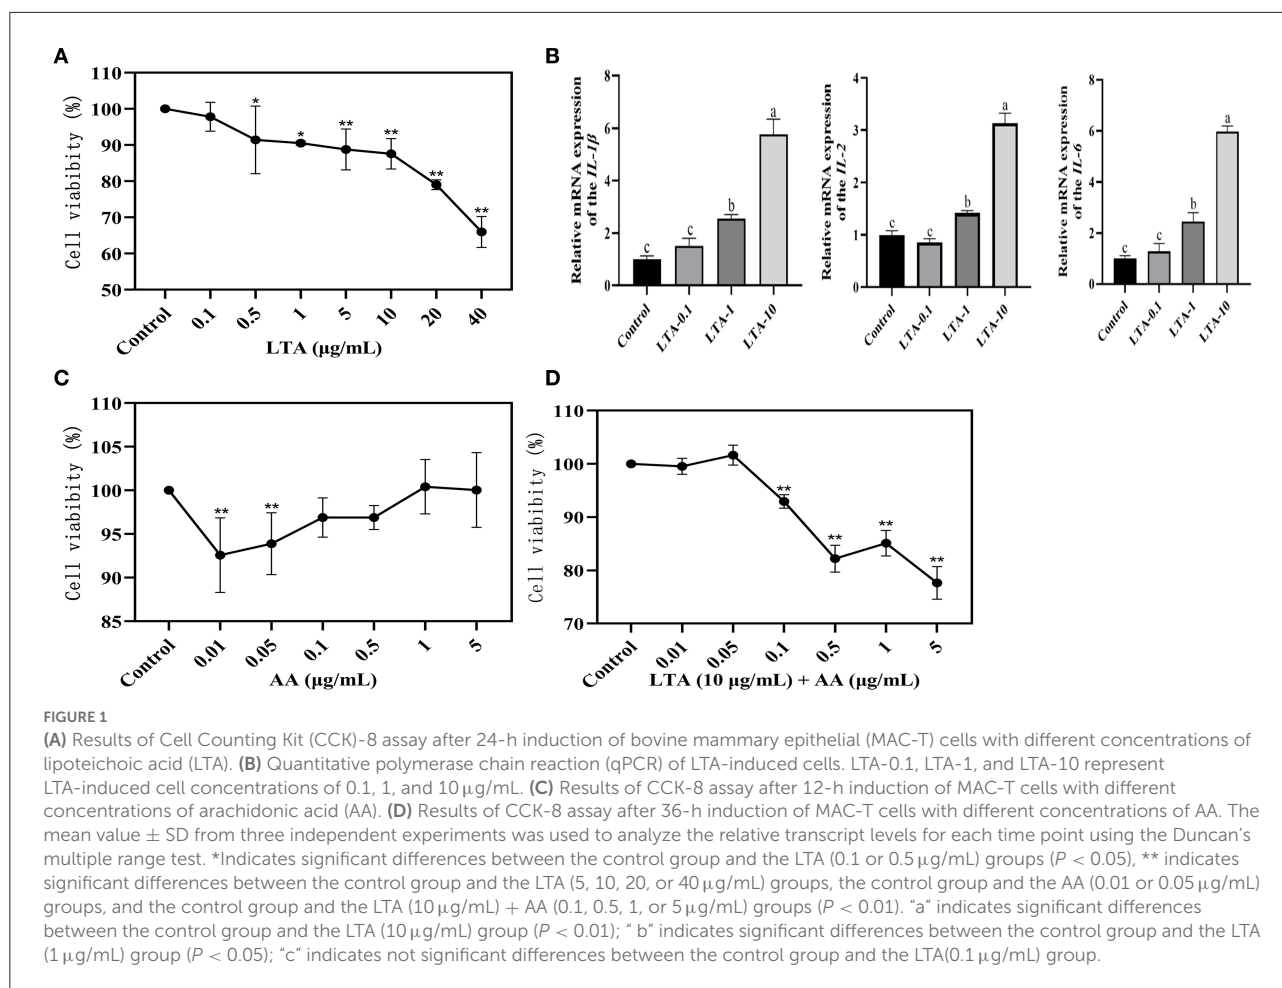 A
110
100
90
80
70
60
50
Cell viabibity (%)
*
*
**
**
**
**
Control
0.1
0.5
1
5
10
20
40
LTA (μg/mL)
B
Relative mRNA expression
of the IL-1β
8
6
4
2
0
c
c
b
a
Control
LTA-0.1
LTA-1
LTA-10
Relative mRNA expression
of the IL-2
4
3
2
1
0
c
c
b
a
Control
LTA-0.1
LTA-1
LTA-10
Relative mRNA expression
of the IL-6
8
6
4
2
0
c
c
b
a
Control
LTA-0.1
LTA-1
LTA-10
C
110
105
100
95
90
85
Cell viabibity (%)
**
**
Control
0.01
0.05
0.1
0.5
1
5
AA (μg/mL)
D
110
100
90
80
70
Cell viabibity (%)
**
**
**
**
Control
0.01
0.05
0.1
0.5
1
5
LTA (10 μg/mL) + AA (μg/mL)
FIGURE 1
(A) Results of Cell Counting Kit (CCK)-8 assay after 24-h induction of bovine mammary epithelial (MAC-T) cells with different concentrations of
lipoteichoic acid (LTA). (B) Quantitative polymerase chain reaction (qPCR) of LTA-induced cells. LTA-0.1, LTA-1, and LTA-10 represent
LTA-induced cell concentrations of 0.1, 1, and 10 μg/mL. (C) Results of CCK-8 assay after 12-h induction of MAC-T cells with different
concentrations of arachidonic acid (AA). (D) Results of CCK-8 assay after 36-h induction of MAC-T cells with different concentrations of AA. The
mean value ± SD from three independent experiments was used to analyze the relative transcript levels for each time point using the Duncan's
multiple range test. *Indicates significant differences between the control group and the LTA (0.1 or 0.5 μg/mL) groups (P < 0.05), ** indicates
significant differences between the control group and the LTA (5, 10, 20, or 40 μg/mL) groups, the control group and the AA (0.01 or 0.05 μg/mL)
groups, and the control group and the LTA (10 μg/mL) + AA (0.1, 0.5, 1, or 5 μg/mL) groups (P < 0.01). "a" indicates significant differences
between the control group and the LTA (10 μg/mL) group (P < 0.01); " b" indicates significant differences between the control group and the LTA
(1 μg/mL) group (P < 0.05); "c" indicates not significant differences between the control group and the LTA(0.1 μg/mL) group.